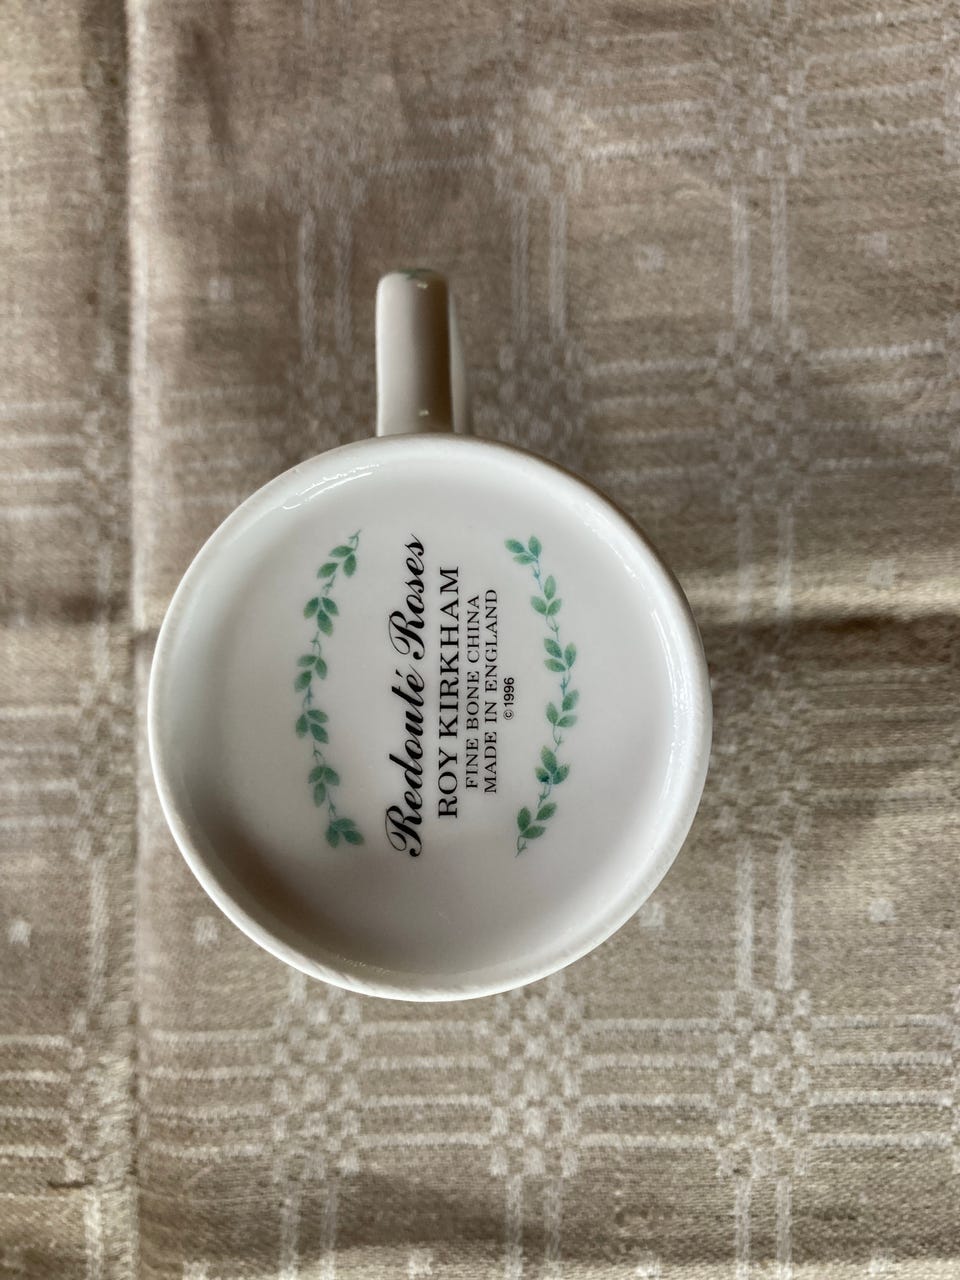 Redouté Roses
ROY KIRKHAM
FINE BONE CHINA
MADE IN ENGLAND
©1996